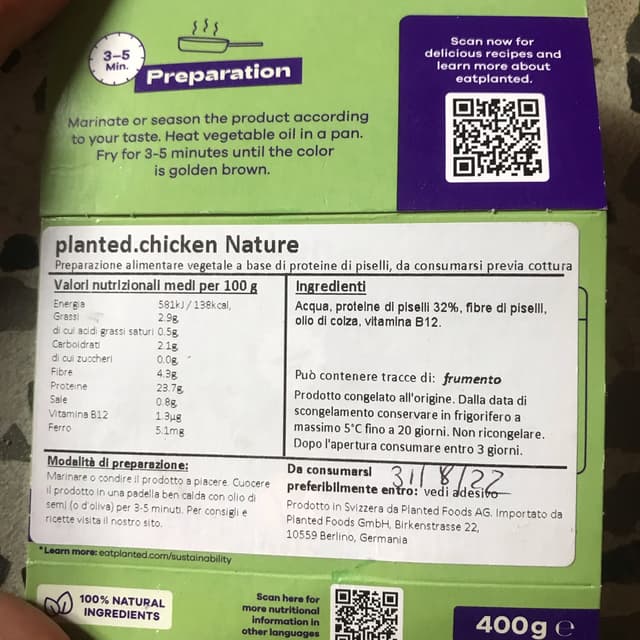 3-5
Min.
Preparation
Marinate or season the product according
to your taste. Heat vegetable oil in a pan.
Fry for 3-5 minutes until the color
is golden brown.
Scan now for
delicious recipes and
learn more about
eatplanted.
planted.chicken Nature
Preparazione alimentare vegetale a base di proteine di piselli, da consumarsi previa cottura
Valori nutrizionali medi per 100 g
Energia 581kJ / 138kcal,
Grassi 2.9g,
di cui acidi grassi saturi 0.5g,
Carboidrati 2.1g,
di cui zuccheri 0.0g,
Fibre 4.3g,
Proteine 23.7g,
Sale 0.8g,
Vitamina B12 1.3µg
Ferro 5.1mg
Ingredienti
Acqua, proteine di piselli 32%, fibre di piselli,
olio di colza, vitamina B12.
Può contenere tracce di: frumento
Prodotto congelato all'origine. Dalla data di
scongelamento conservare in frigorifero a
massimo 5°C fino a 20 giorni. Non ricongelare.
Dopo l'apertura consumare entro 3 giorni.
Modalità di preparazione:
Marinare o condire il prodotto a piacere. Cuocere
il prodotto in una padella ben calda con olio di
semi (o d'oliva) per 3-5 minuti. Per consigli e
ricette visita il nostro sito.
Da consumarsi 31/8/22
preferibilmente entro: vedi adesivo
Prodotto in Svizzera da Planted Foods AG. Importato da
Planted Foods GmbH, Birkenstrasse 22,
10559 Berlino, Germania
*Learn more: eatplanted.com/sustainability
100% NATURAL
INGREDIENTS
Scan here for
more nutritional
information in
other languages
400g e